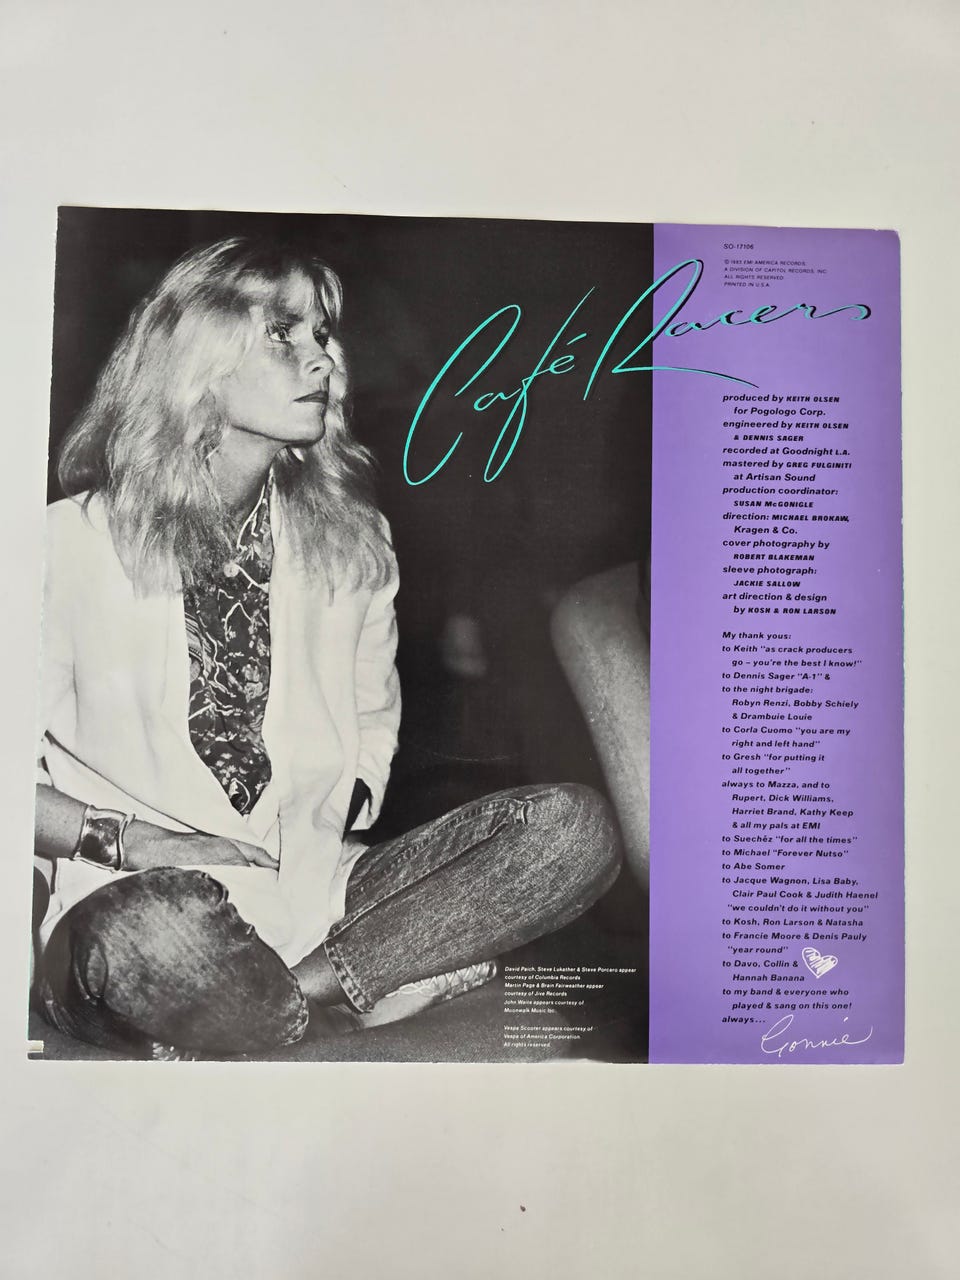 Café Racers
SO-17106
© 1983 EMI AMERICA RECORDS,
A DIVISION OF CAPITOL RECORDS, INC.
ALL RIGHTS RESERVED.
PRINTED IN U.S.A.
produced by KEITH OLSEN
for Pogologo Corp.
engineered by KEITH OLSEN
& DENNIS SAGER
recorded at Goodnight L.A.
mastered by GREG FULGINITI
at Artisan Sound
production coordinator:
SUSAN McGONIGLE
direction: MICHAEL BROKAW,
Kragen & Co.
cover photography by
ROBERT BLAKEMAN
sleeve photograph:
JACKIE SALLOW
art direction & design
by KOSH & RON LARSON
My thank yous:
to Keith "as crack producers
go – you're the best I know!"
to Dennis Sager "A-1" &
to the night brigade:
Robyn Renzi, Bobby Schiely
& Drambuie Louie
to Corla Cuomo "you are my
right and left hand"
to Gresh "for putting it
all together"
always to Mazza, and to
Rupert, Dick Williams,
Harriet Brand, Kathy Keep
& all my pals at EMI
to Suechéz "for all the times"
to Michael "Forever Nutso"
to Abe Somer
to Jacque Wagnon, Lisa Baby,
Clair Paul Cook & Judith Haenel
"we couldn't do it without you"
to Kosh, Ron Larson & Natasha
to Francie Moore & Denis Pauly
"year round"
to Davo, Collin &
Hannah Banana
to my band & everyone who
played & sang on this one!
always...
Connie
David Paich, Steve Lukather & Steve Porcaro appear
courtesy of Columbia Records
Martin Page & Brain Fairweather appear
courtesy of Jive Records
John Waite appears courtesy of
Moonwalk Music Inc.
Vespa Scooter appears courtesy of
Vespa of America Corporation.
All rights reserved.